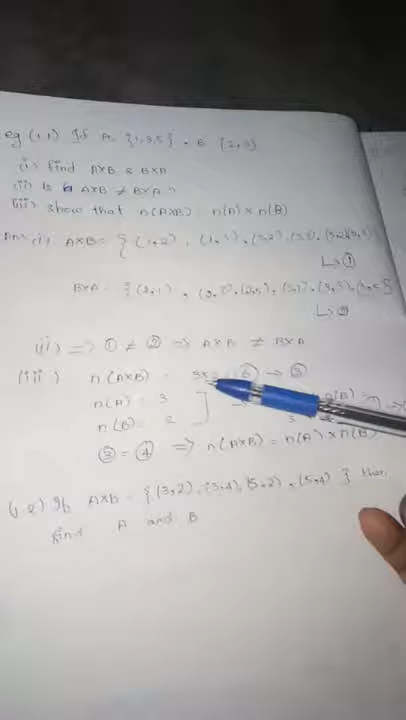 eg (1,1) If A = {1,3,5} , B {2,3}
(i) find A×B & B×A
(ii) Is A×B ≠ B×A ?
(iii) show that n(A×B) n(A) × n(B)
Ans (i) A×B = { (1,2) , (1,3) , (3,2) , (3,3) , (5,2)
↳ ①
B×A = { (2,1) , (2,3) , (2,5) , (3,1) , (3,3) , (3,5) }
↳ ②
(ii) ⟹ ① ≠ ② ⟹ A×B ≠ B×A
(iii) n(A×B) = ⑥ → ③
n(A) = 3
n(B) = 2
③ = ④ ⟹ n(A×B) = n(A) × n(B)
(1.2) If A×B = { (3,2) , (3,4) , (5,2) , (5,4) } then
find A and B